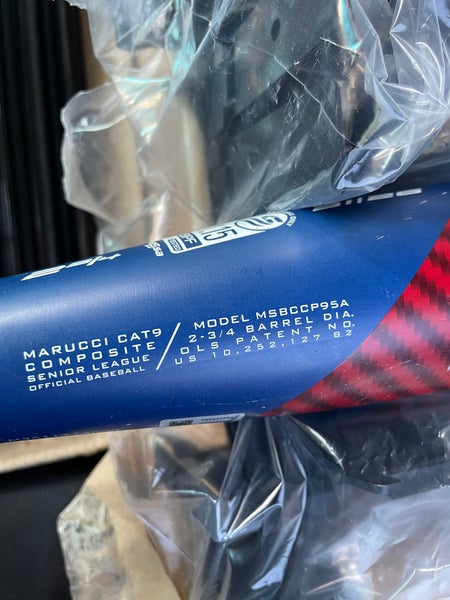 MARUCCI CAT9
COMPOSITE
SENIOR LEAGUE
OFFICIAL BASEBALL
MODEL MSBCCP95A
2-3/4 BARREL DIA.
OLS PATENT NO.
US 10,252,127 B2